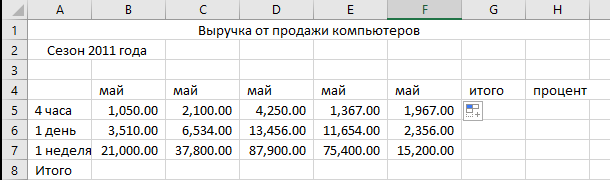 A B C D E F G H
1 Выручка от продажи компьютеров
2 Сезон 2011 года
3
4 май май май май май итого процент
5 4 часа 1,050.00 2,100.00 4,250.00 1,367.00 1,967.00
6 1 день 3,510.00 6,534.00 13,456.00 11,654.00 2,356.00
7 1 неделя 21,000.00 37,800.00 87,900.00 75,400.00 15,200.00
8 Итого